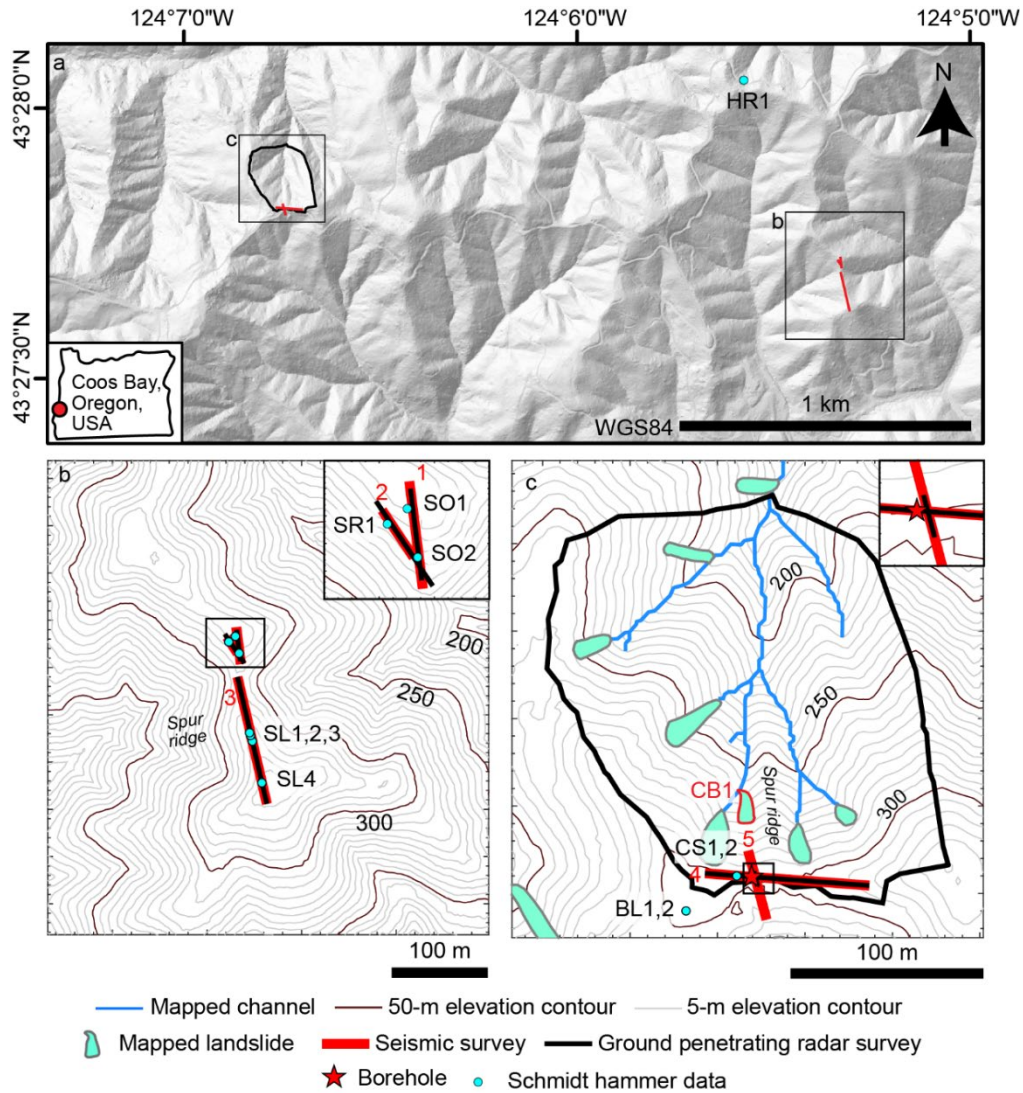 124°7'0"W 124°6'0"W 124°5'0"W
43°28'0"N
43°27'30"N
a
HR1
N
c
b
Coos Bay,
Oregon,
USA
WGS84
1 km
b
1
2
SO1
SR1
SO2
200
250
3
Spur
ridge
SL1,2,3
SL4
300
100 m
c
200
250
CB1
Spur ridge
300
5
CS1,2
4
BL1,2
100 m
Mapped channel 50-m elevation contour 5-m elevation contour
Mapped landslide Seismic survey Ground penetrating radar survey
Borehole Schmidt hammer data